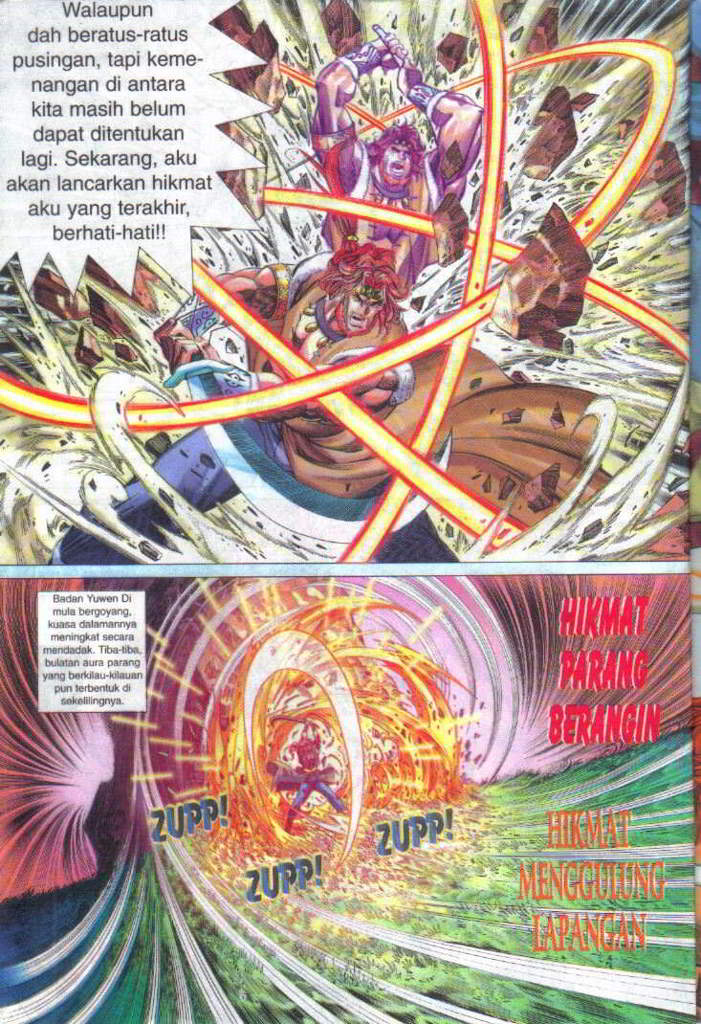 Walaupun
dah beratus-ratus
pusingan, tapi keme-
nangan di antara
kita masih belum
dapat ditentukan
lagi. Sekarang, aku
akan lancarkan hikmat
aku yang terakhir,
berhati-hati!!
Badan Yuwen Di
mula bergoyang,
kuasa dalamannya
meningkat secara
mendadak. Tiba-tiba,
bulatan aura parang
yang berkilau-kilauan
pun terbentuk di
sekelilingnya.
HIKMAT
PARANG
BERANGIN
ZUPP!
ZUPP!
ZUPP!
HIKMAT
MENGGULUNG
LAPANGAN